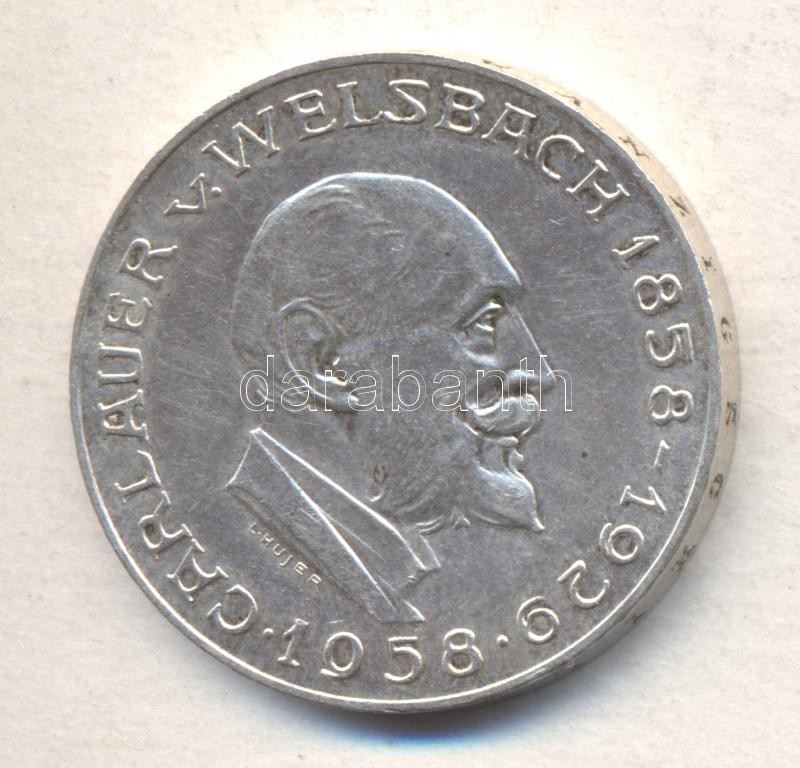 CARL AUER v. WELSBACH 1858-1929
·1958·
L·HUJER
darabanth